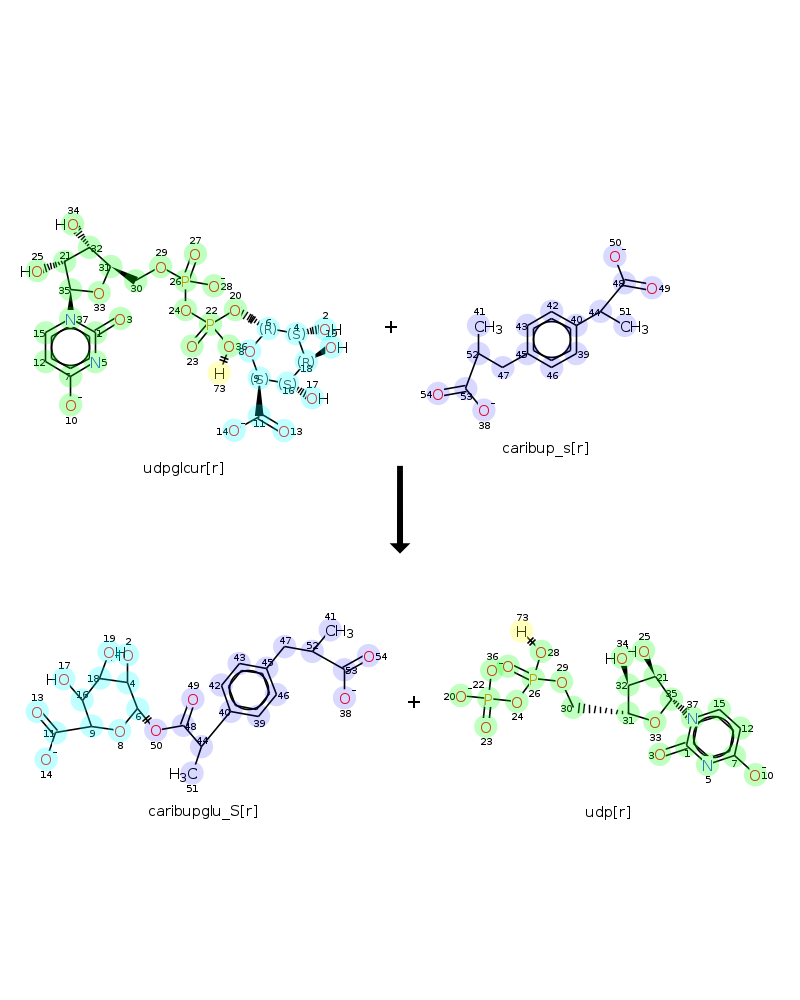 34
HO
32
25
HO
21
31
29
O
27
O
P
26
O⁻
28
35
O
33
30
24
O
22
P
20
O
N
37
O
3
15
1
12
N
5
7
O⁻
10
23
O
O
36
H
73
6
(R)
4
(S)
2
OH
19
OH
8
O
(R)
18
9
(S)
(S)
16
17
OH
11
14
O⁻
O
13
udpglcur[r]
+
50
O⁻
48
O
49
41
CH₃
42
43
40
44
51
CH₃
52
45
39
47
46
54
O
53
O⁻
38
caribup_s[r]
19
OH
2
O
17
HO
18
4
16
13
O
6
11
9
O
8
O
50
O⁻
14
49
O
48
44
H₃C
51
43
42
45
46
40
39
47
52
41
CH₃
53
O
54
O⁻
38
caribupglu_S[r]
+
73
H
O
28
36
O⁻
O
P
26
29
O
20
O⁻
22
P
O
24
O
23
30
34
HO
25
HO
32
21
31
35
O
33
37
N
15
12
3
O
1
N
5
7
O⁻
10
udp[r]